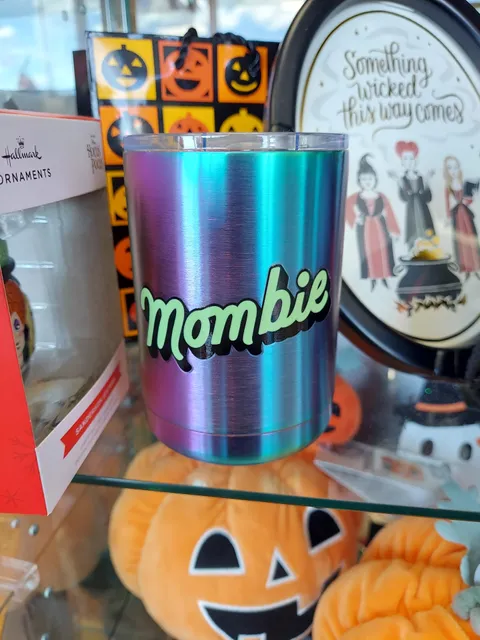 Hallmark
ORNAMENTS
Something
wicked
this way comes
Mombie